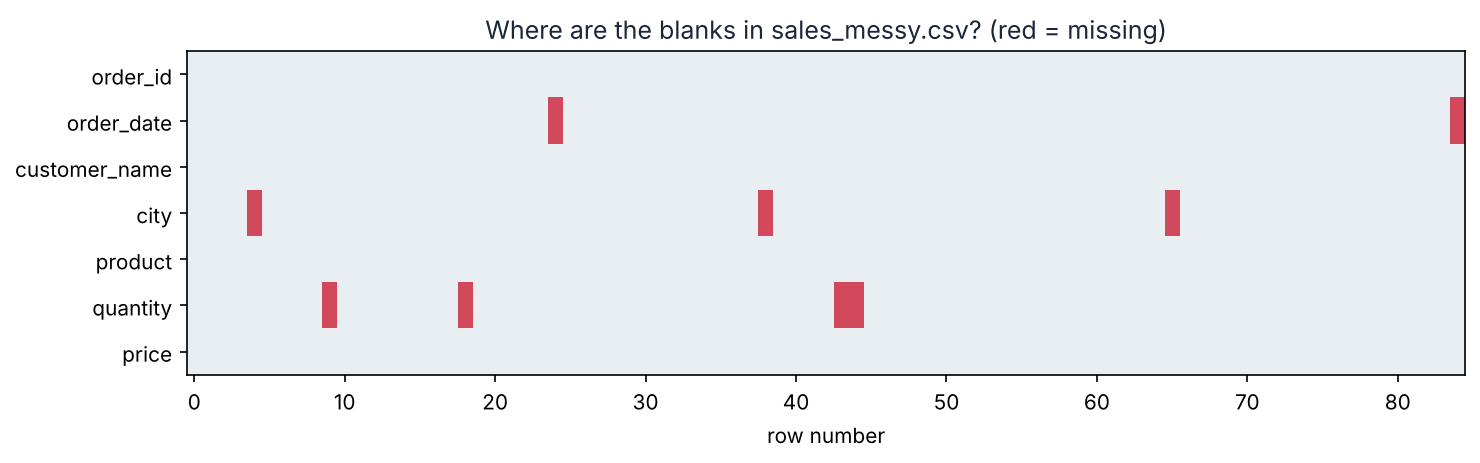 Where are the blanks in sales_messy.csv? (red = missing)
order_id
order_date
customer_name
city
product
quantity
price
0 10 20 30 40 50 60 70 80
row number